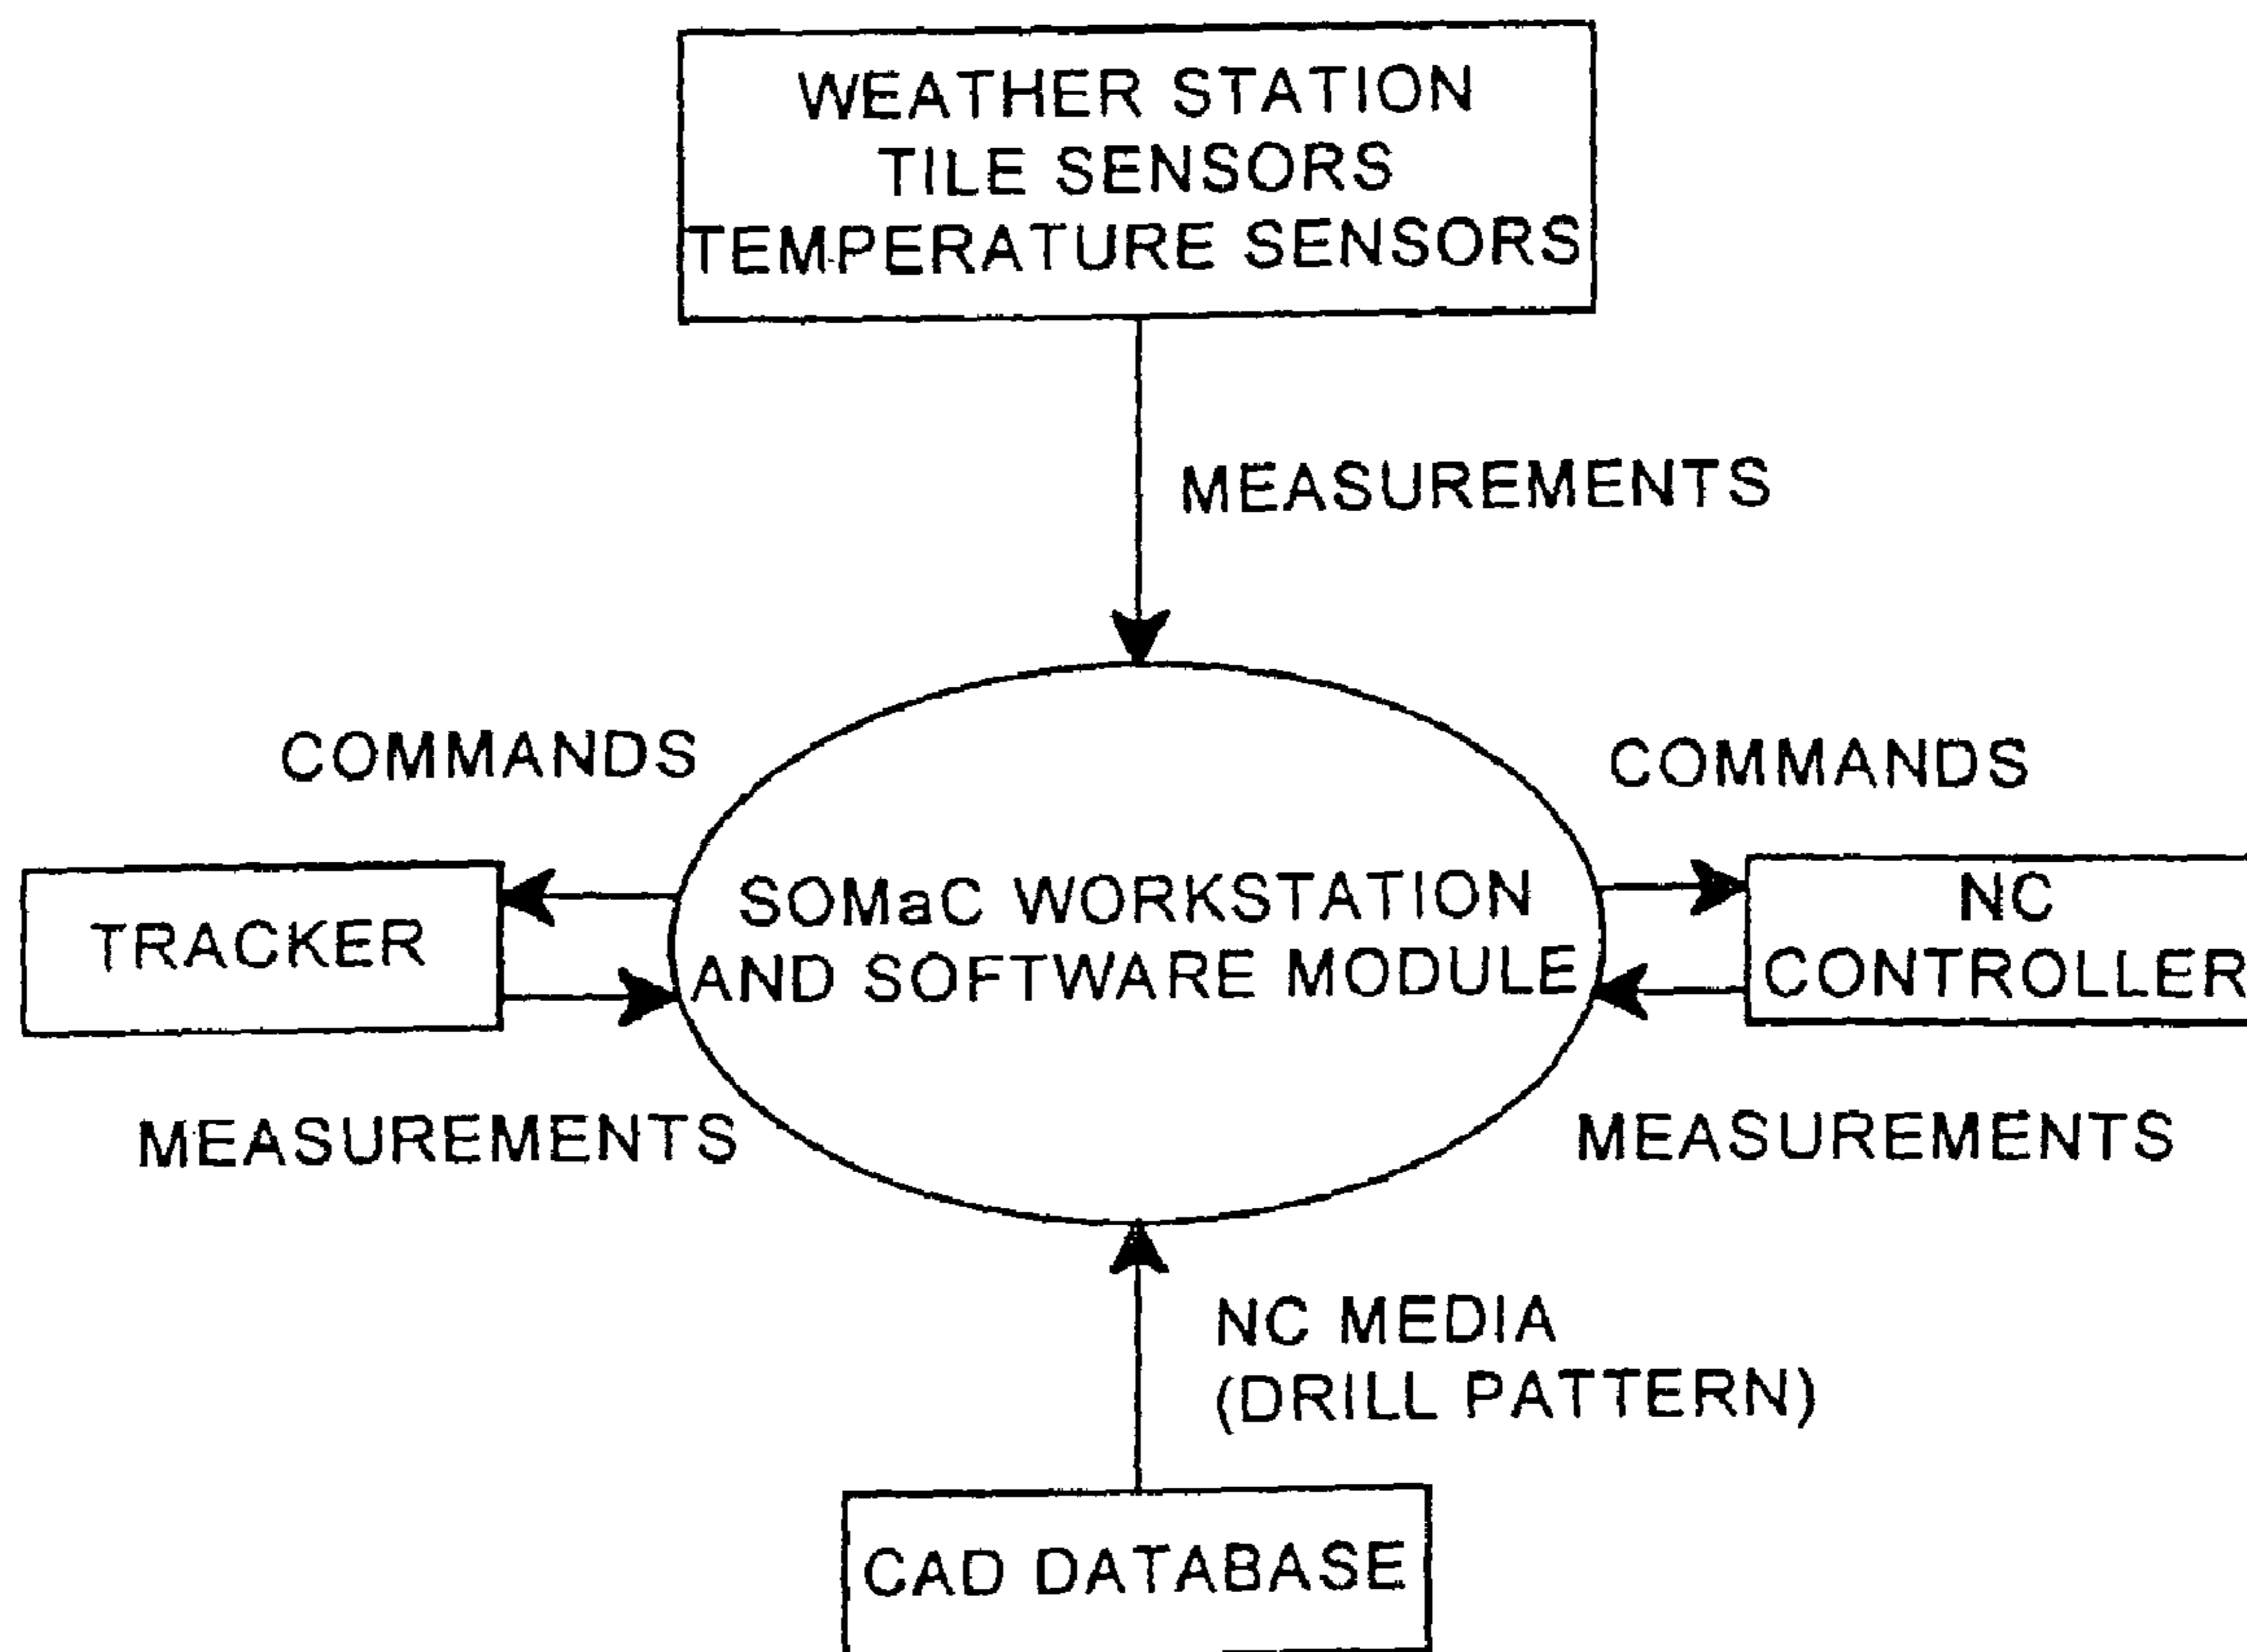 WEATHER STATION
TILE SENSORS
TEMPERATURE SENSORS
MEASUREMENTS
COMMANDS
COMMANDS
TRACKER
SOMaC WORKSTATION
AND SOFTWARE MODULE
NC
CONTROLLER
MEASUREMENTS
MEASUREMENTS
NC MEDIA
(DRILL PATTERN)
CAD DATABASE